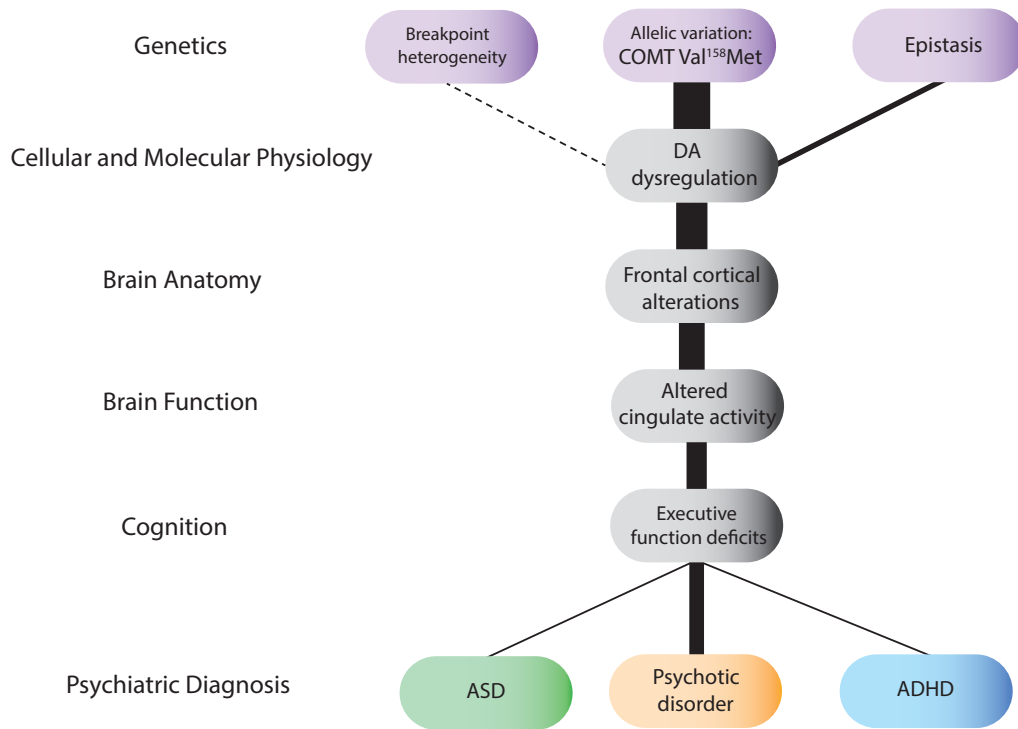 Genetics
Breakpoint
heterogeneity
Allelic variation:
COMT Val¹⁵⁸Met
Epistasis
Cellular and Molecular Physiology
DA
dysregulation
Brain Anatomy
Frontal cortical
alterations
Brain Function
Altered
cingulate activity
Cognition
Executive
function deficits
Psychiatric Diagnosis
ASD
Psychotic
disorder
ADHD